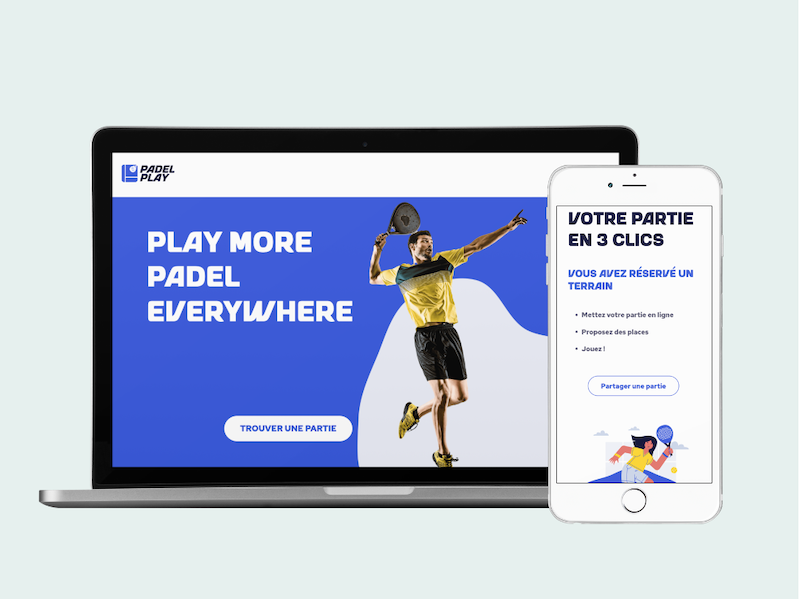 PADEL
PLAY
PLAY MORE
PADEL
EVERYWHERE
TROUVER UNE PARTIE
VOTRE PARTIE
EN 3 CLICS
VOUS AVEZ RÉSERVÉ UN
TERRAIN
• Mettez votre partie en ligne
• Proposez des places
• Jouez !
Partager une partie